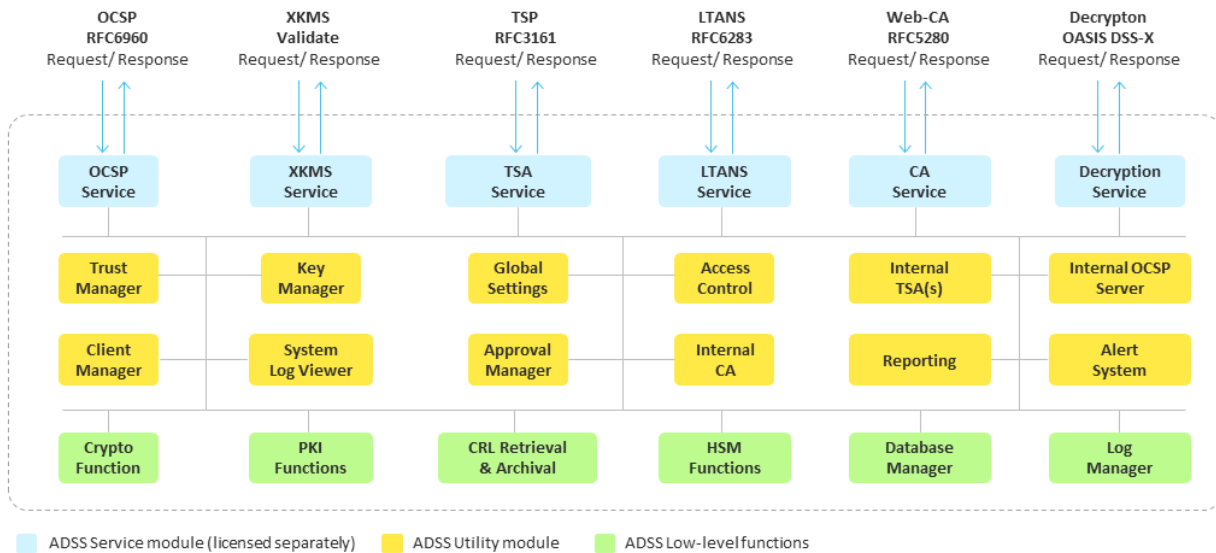 OCSP
RFC6960
Request/ Response
XKMS
Validate
Request/ Response
TSP
RFC3161
Request/ Response
LTANS
RFC6283
Request/ Response
Web-CA
RFC5280
Request/ Response
Decrypton
OASIS DSS-X
Request/ Response
OCSP
Service
XKMS
Service
TSA
Service
LTANS
Service
CA
Service
Decryption
Service
Trust
Manager
Key
Manager
Global
Settings
Access
Control
Internal
TSA(s)
Internal OCSP
Server
Client
Manager
System
Log Viewer
Approval
Manager
Internal
CA
Reporting
Alert
System
Crypto
Function
PKI
Functions
CRL Retrieval
& Archival
HSM
Functions
Database
Manager
Log
Manager
ADSS Service module (licensed separately)
ADSS Utility module
ADSS Low-level functions